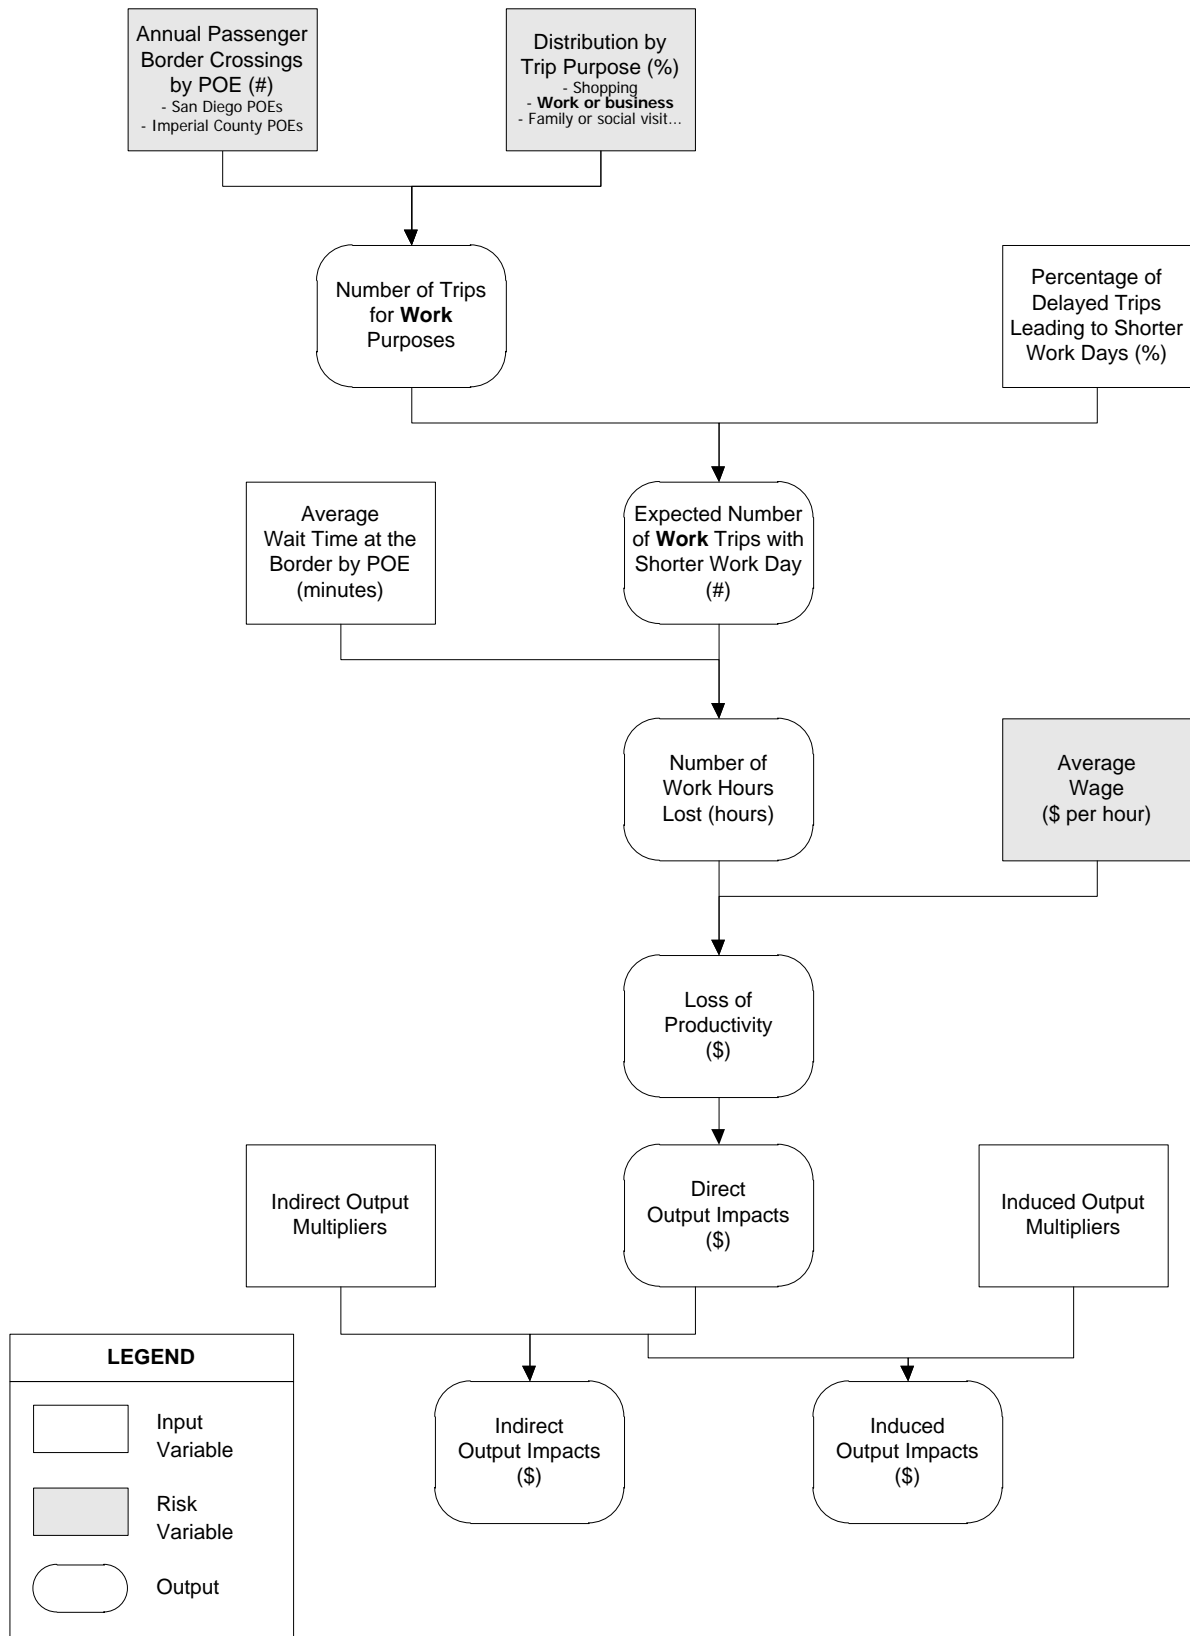 Annual Passenger
Border Crossings
by POE (#)
- San Diego POEs
- Imperial County POEs
Distribution by
Trip Purpose (%)
- Shopping
- Work or business
- Family or social visit...
Number of Trips
for Work
Purposes
Percentage of
Delayed Trips
Leading to Shorter
Work Days (%)
Average
Wait Time at the
Border by POE
(minutes)
Expected Number
of Work Trips with
Shorter Work Day
(#)
Number of
Work Hours
Lost (hours)
Average
Wage
($ per hour)
Loss of
Productivity
($)
Indirect Output
Multipliers
Direct
Output Impacts
($)
Induced Output
Multipliers
Indirect
Output Impacts
($)
Induced
Output Impacts
($)
LEGEND
Input
Variable
Risk
Variable
Output